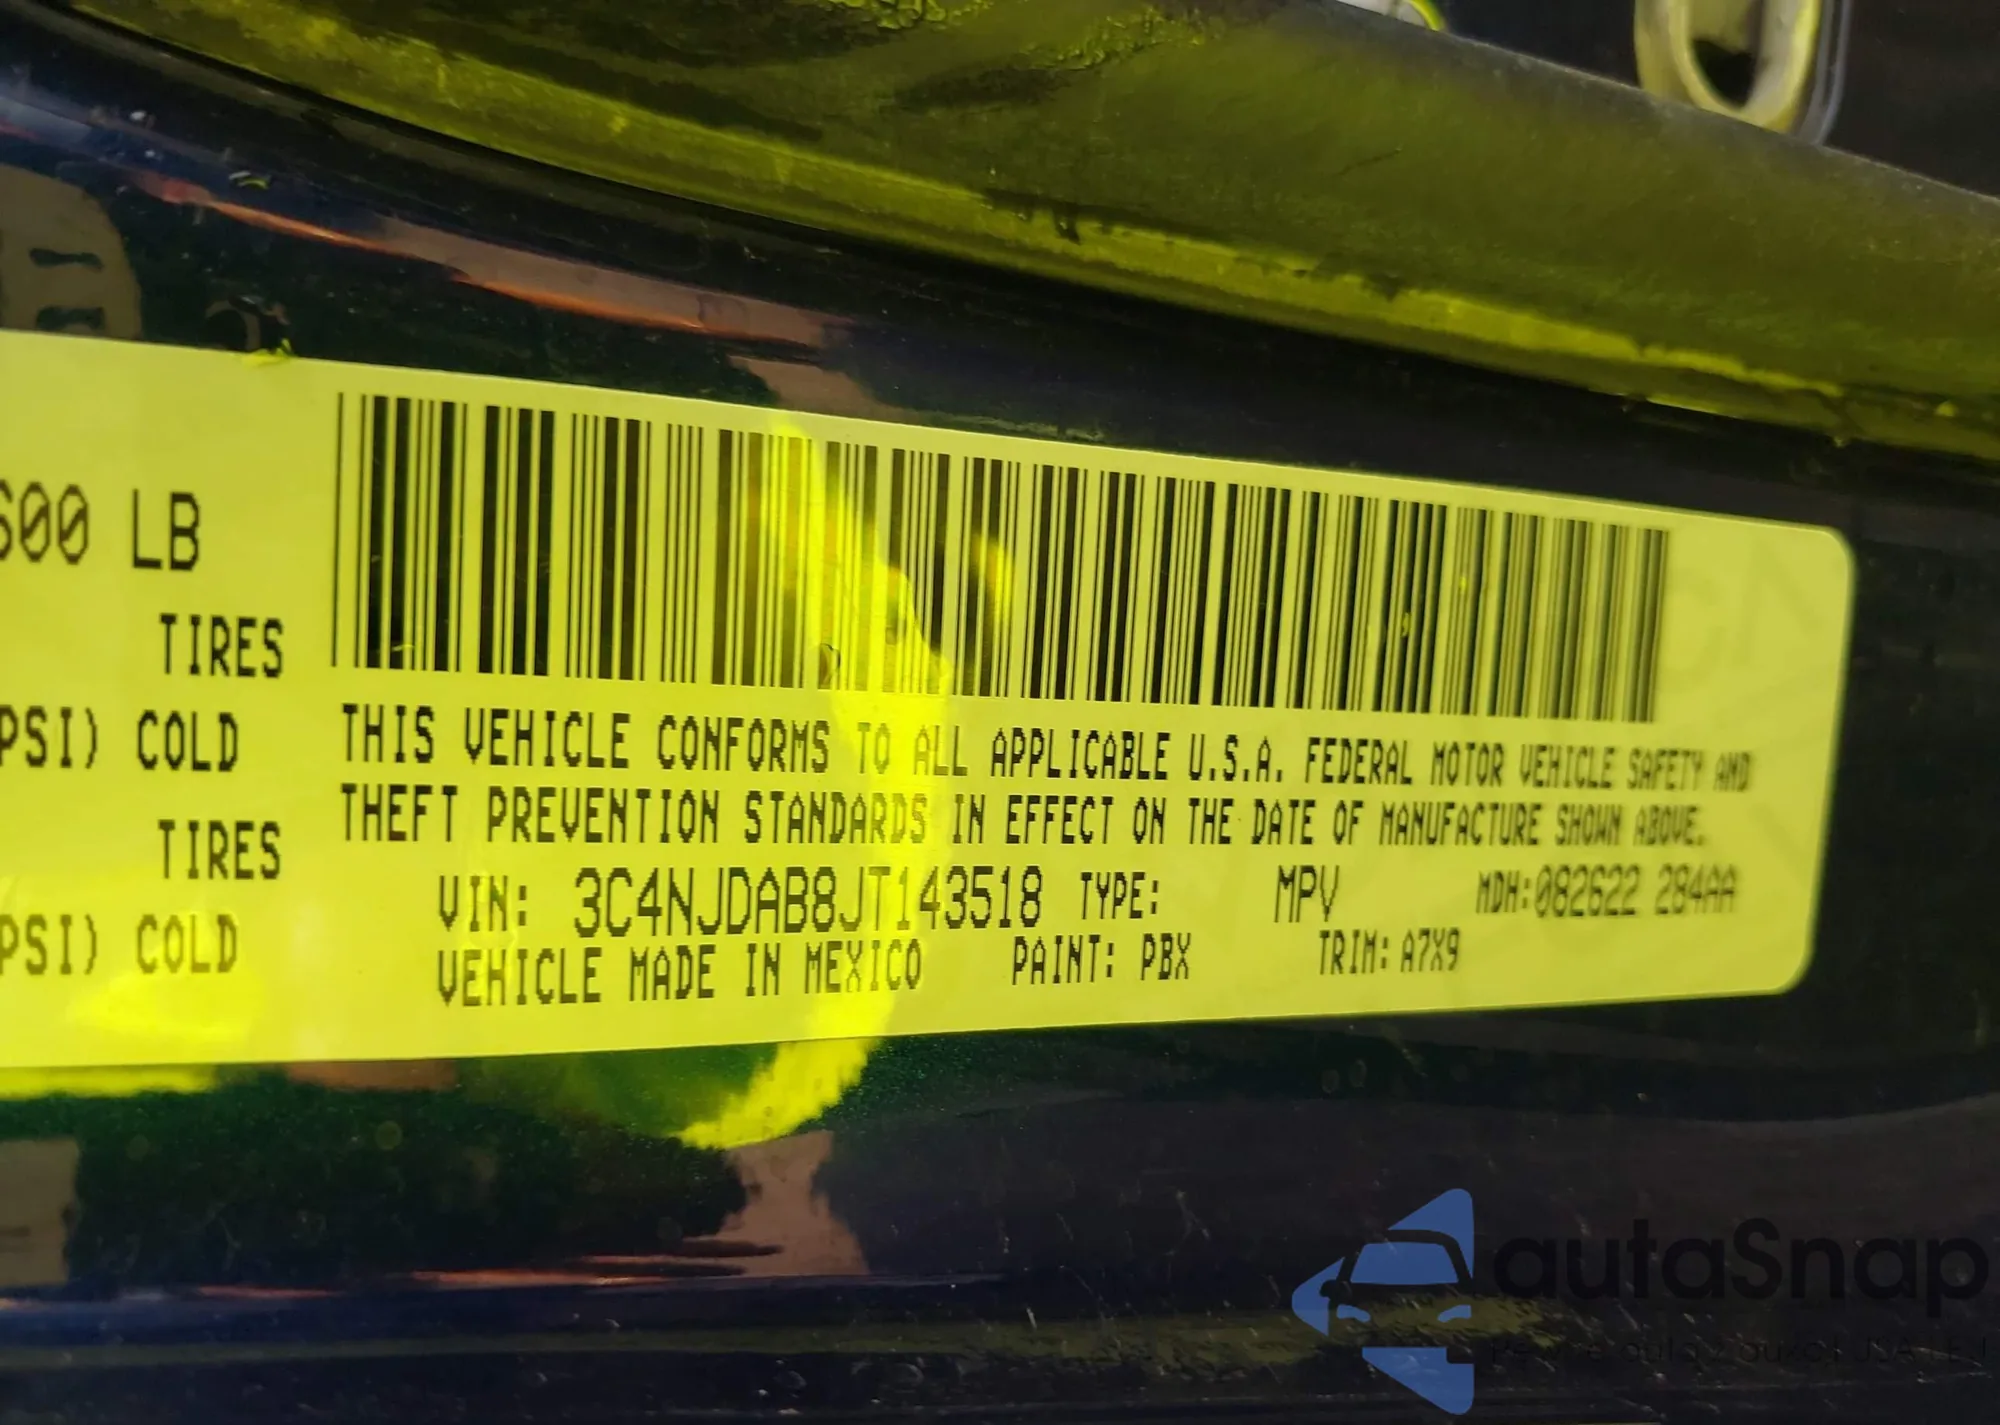 600 LB
TIRES
PSI) COLD
TIRES
PSI) COLD
THIS VEHICLE CONFORMS TO ALL APPLICABLE U.S.A. FEDERAL MOTOR VEHICLE SAFETY AND
THEFT PREVENTION STANDARDS IN EFFECT ON THE DATE OF MANUFACTURE SHOWN ABOVE.
VIN: 3C4NJDAB8JT143518 TYPE: MPV MDH:082622 284AA
VEHICLE MADE IN MEXICO PAINT: PBX TRIM: A7X9
autaSnap